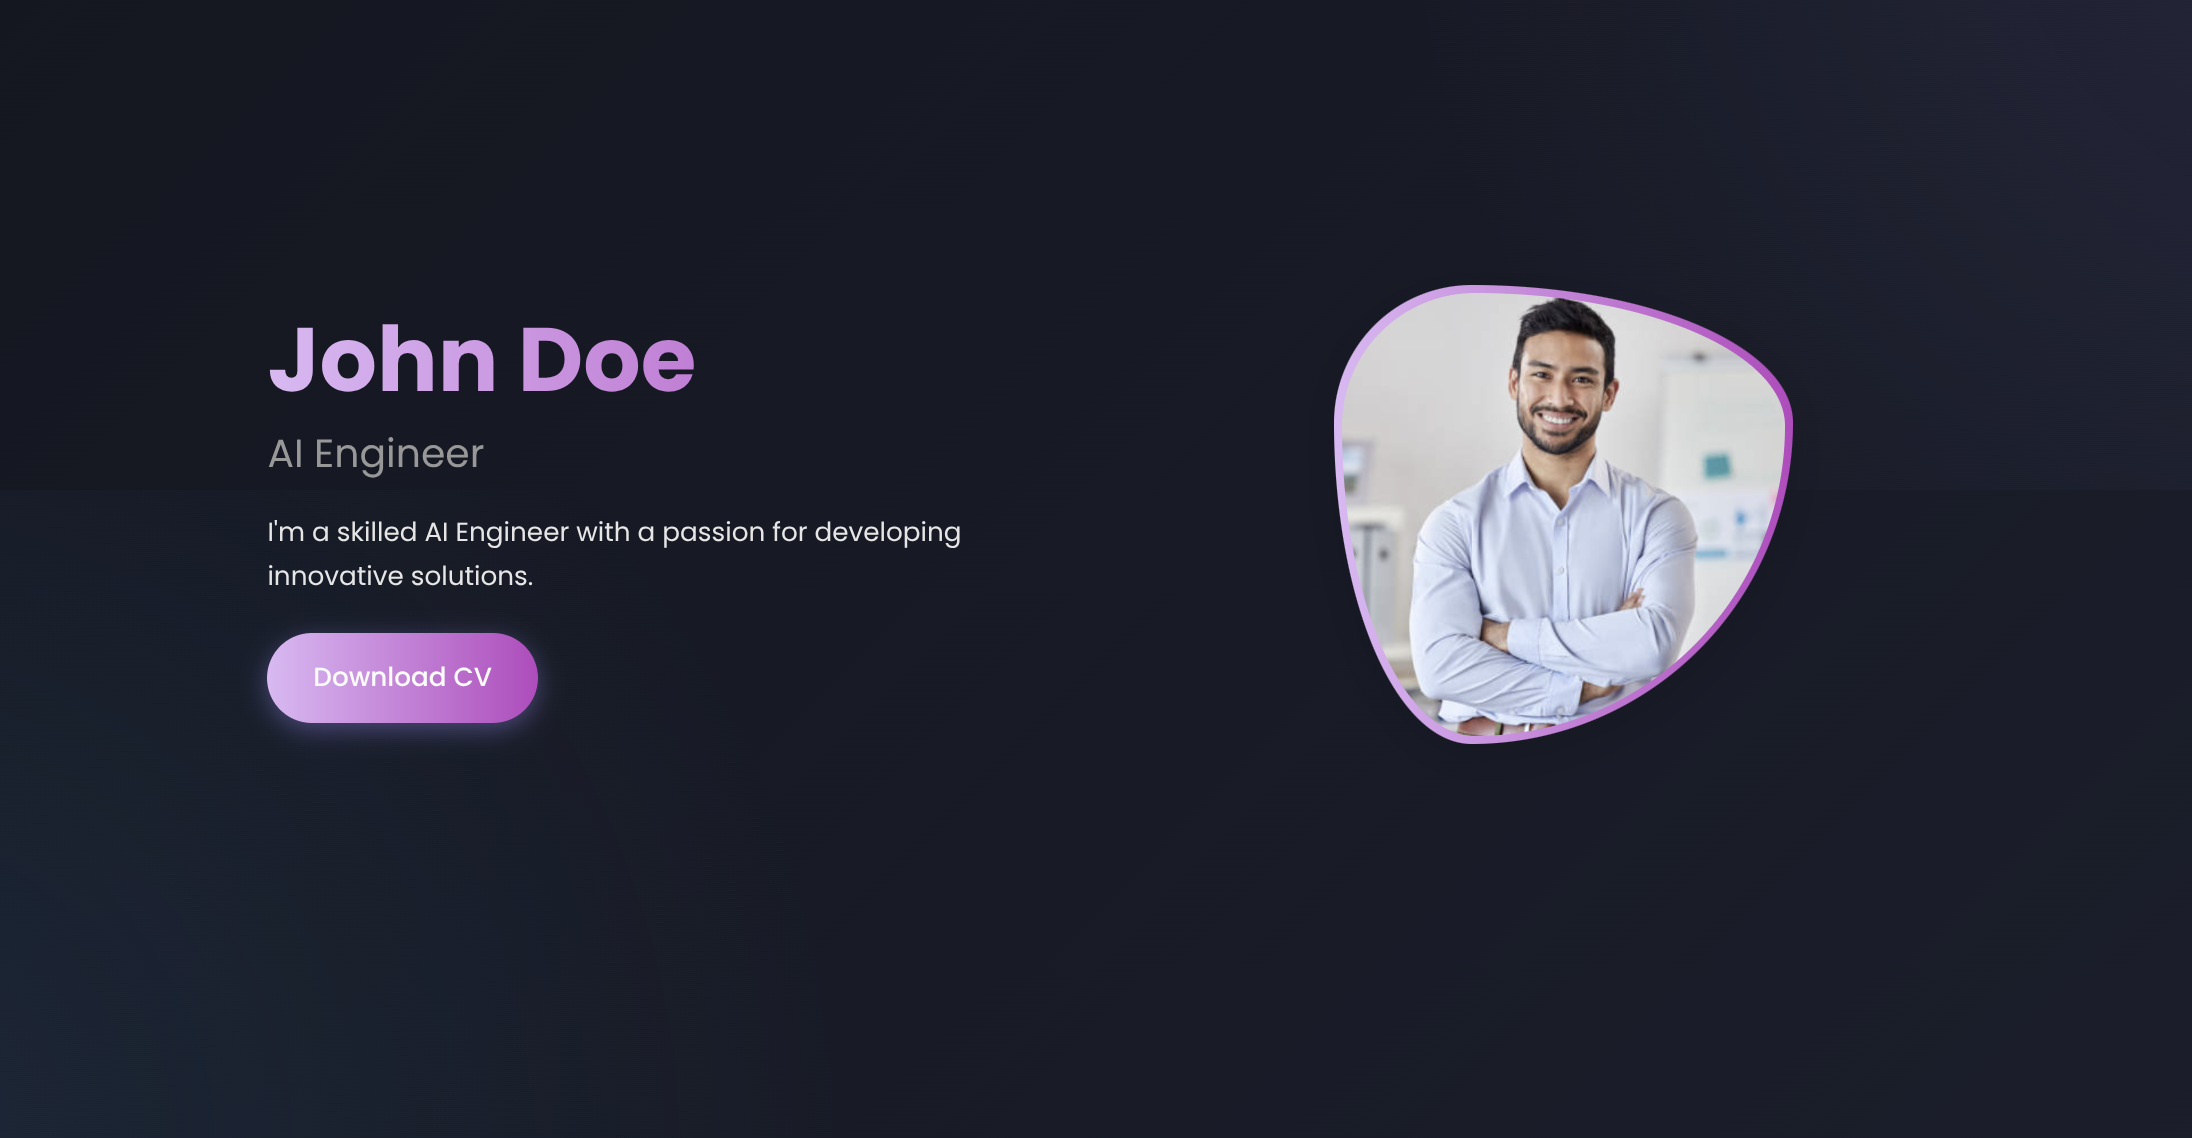 John Doe
AI Engineer
I'm a skilled AI Engineer with a passion for developing
innovative solutions.
Download CV